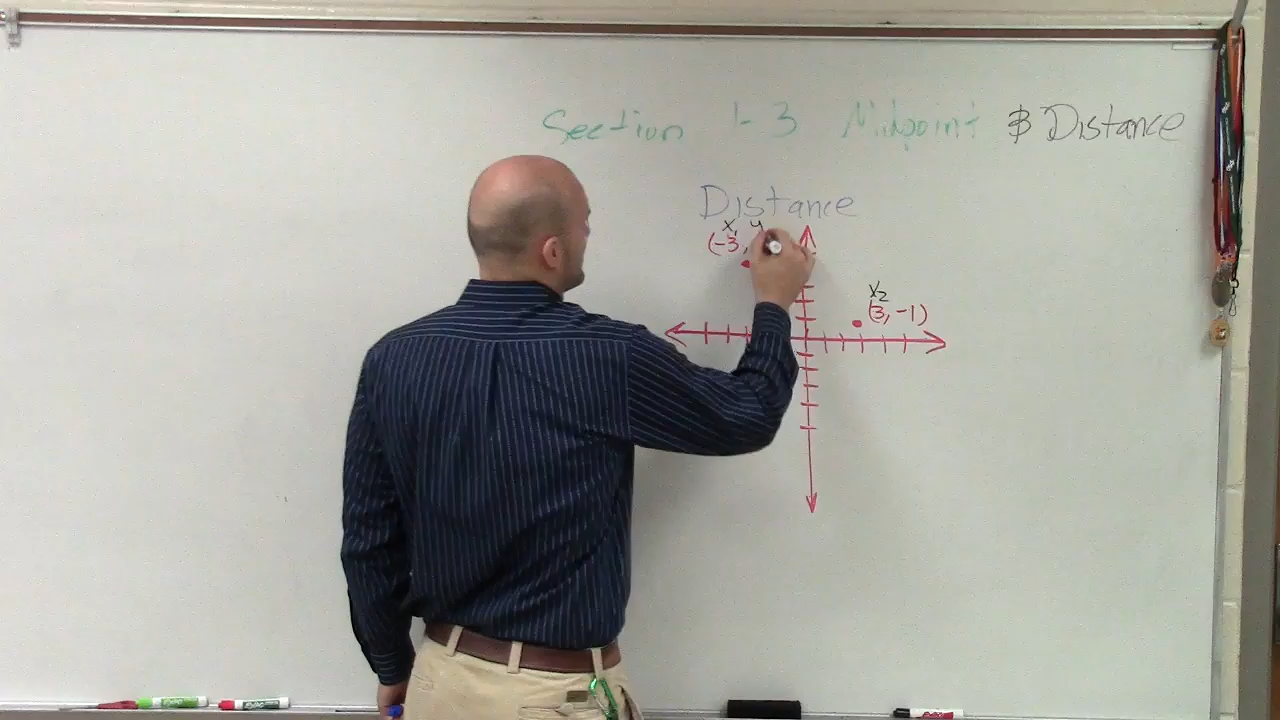 Section 1-3 Midpoint & Distance
Distance
x, y
(-3,
x₂
(3, -1)